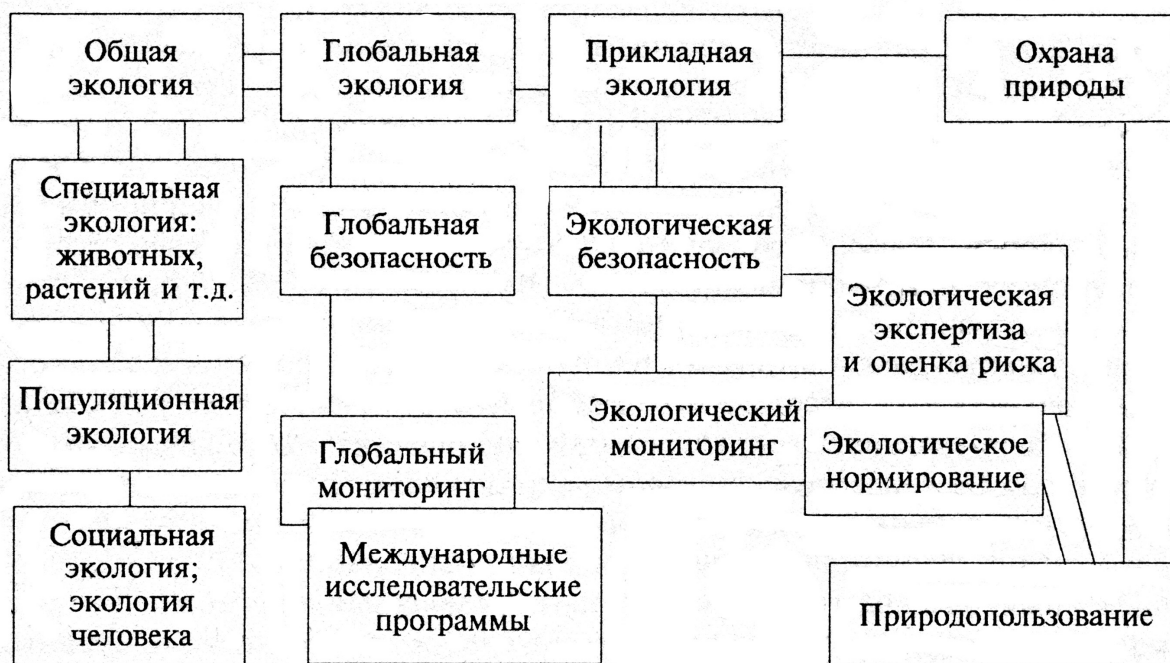 Общая
экология
Глобальная
экология
Прикладная
экология
Охрана
природы
Специальная
экология:
животных,
растений и т.д.
Глобальная
безопасность
Экологическая
безопасность
Экологическая
экспертиза
и оценка риска
Популяционная
экология
Глобальный
мониторинг
Экологический
мониторинг
Экологическое
нормирование
Социальная
экология;
экология
человека
Международные
исследовательские
программы
Природопользование